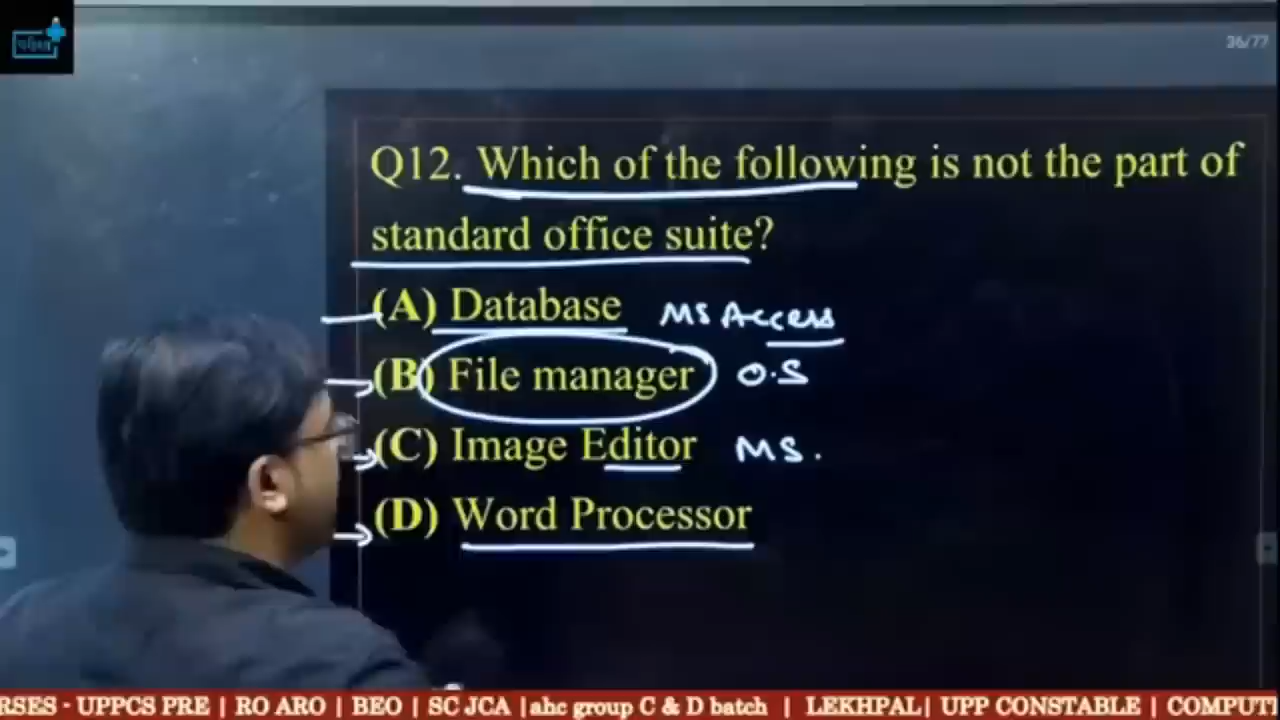 36/77
Q12. Which of the following is not the part of
standard office suite?
(A) Database MS Access
(B) File manager O.S
(C) Image Editor MS.
(D) Word Processor
RSES - UPPCS PRE | RO ARO | BEO | SC JCA |ahc group C & D batch | LEKHPAL| UPP CONSTABLE | COMPUT